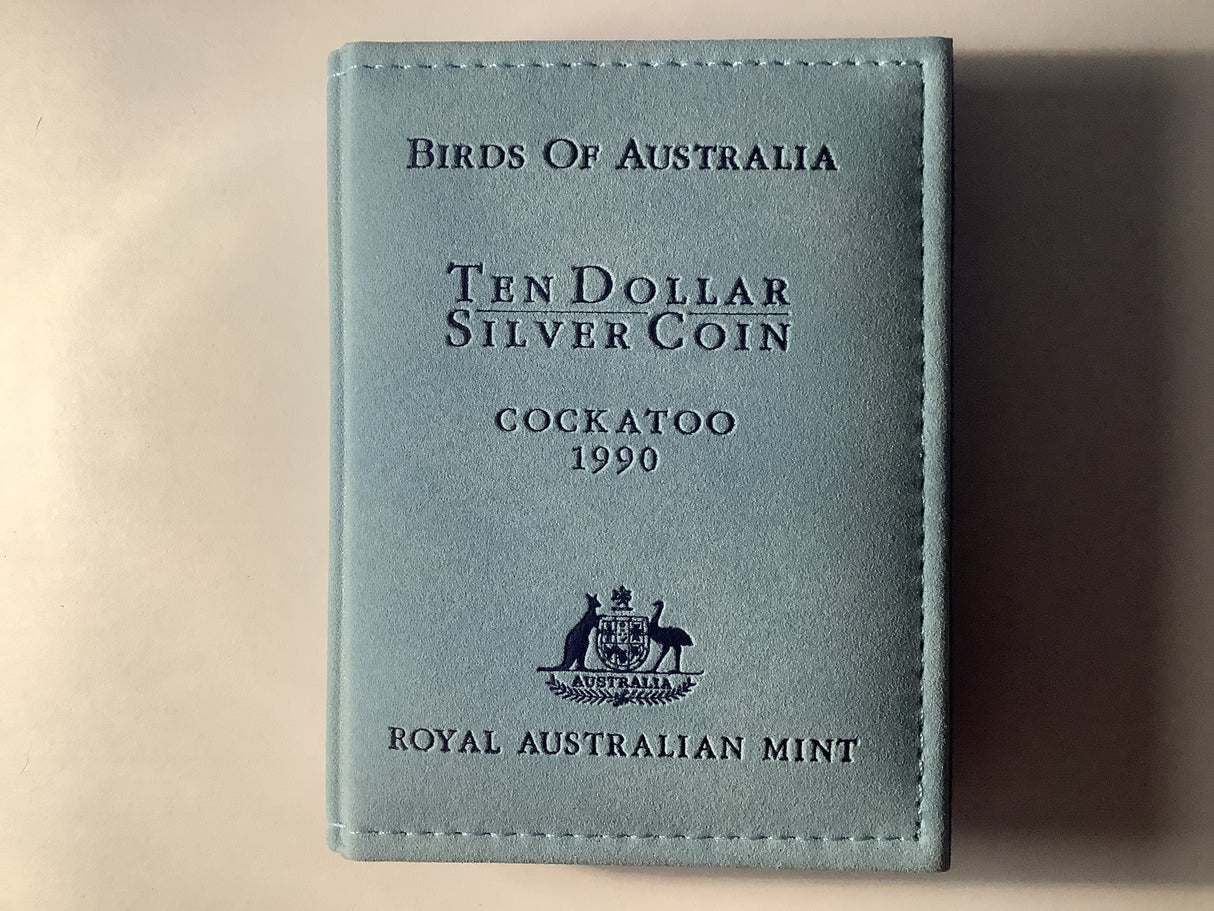 Birds Of Australia
Ten Dollar
Silver Coin
COCKATOO
1990
AUSTRALIA
ROYAL AUSTRALIAN MINT